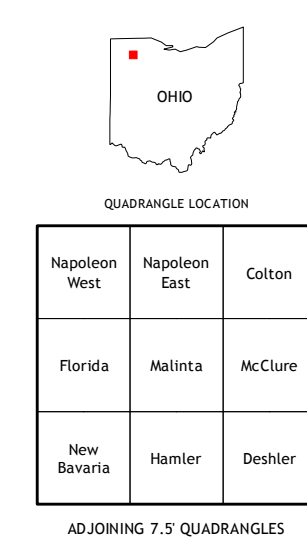 OHIO
QUADRANGLE LOCATION
Napoleon
West
Napoleon
East
Colton
Florida
Malinta
McClure
New
Bavaria
Hamler
Deshler
ADJOINING 7.5' QUADRANGLES